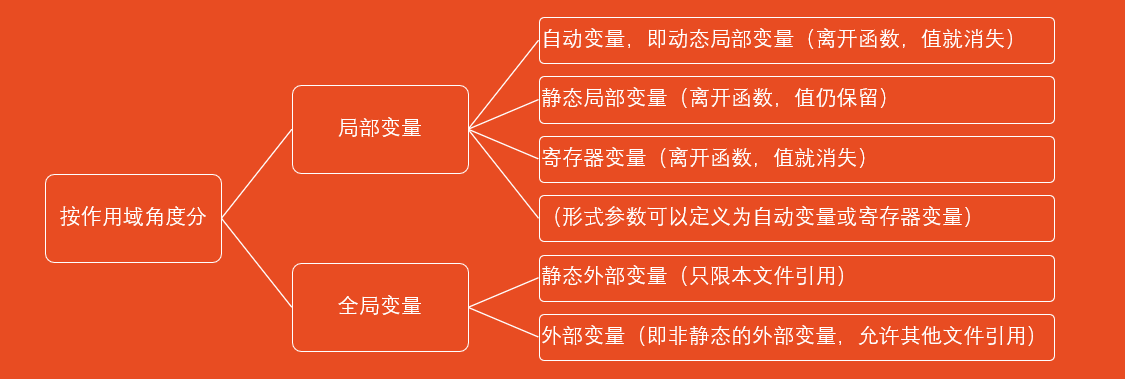 按作用域角度分
局部变量
自动变量，即动态局部变量（离开函数，值就消失）
静态局部变量（离开函数，值仍保留）
寄存器变量（离开函数，值就消失）
（形式参数可以定义为自动变量或寄存器变量）
全局变量
静态外部变量（只限本文件引用）
外部变量（即非静态的外部变量，允许其他文件引用）